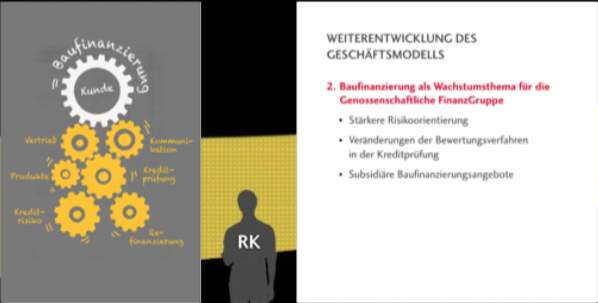 Baufinanzierung
Kunde
Vertrieb
Kommuni-
kation
Produkte
Kredit-
prüfung
Kredit-
risiko
Re-
finanzierung
RK
WEITERENTWICKLUNG DES
GESCHÄFTSMODELLS
2. Baufinanzierung als Wachstumsthema für die
Genossenschaftliche FinanzGruppe
• Stärkere Risikoorientierung
• Veränderungen der Bewertungsverfahren
in der Kreditprüfung
• Subsidiäre Baufinanzierungsangebote